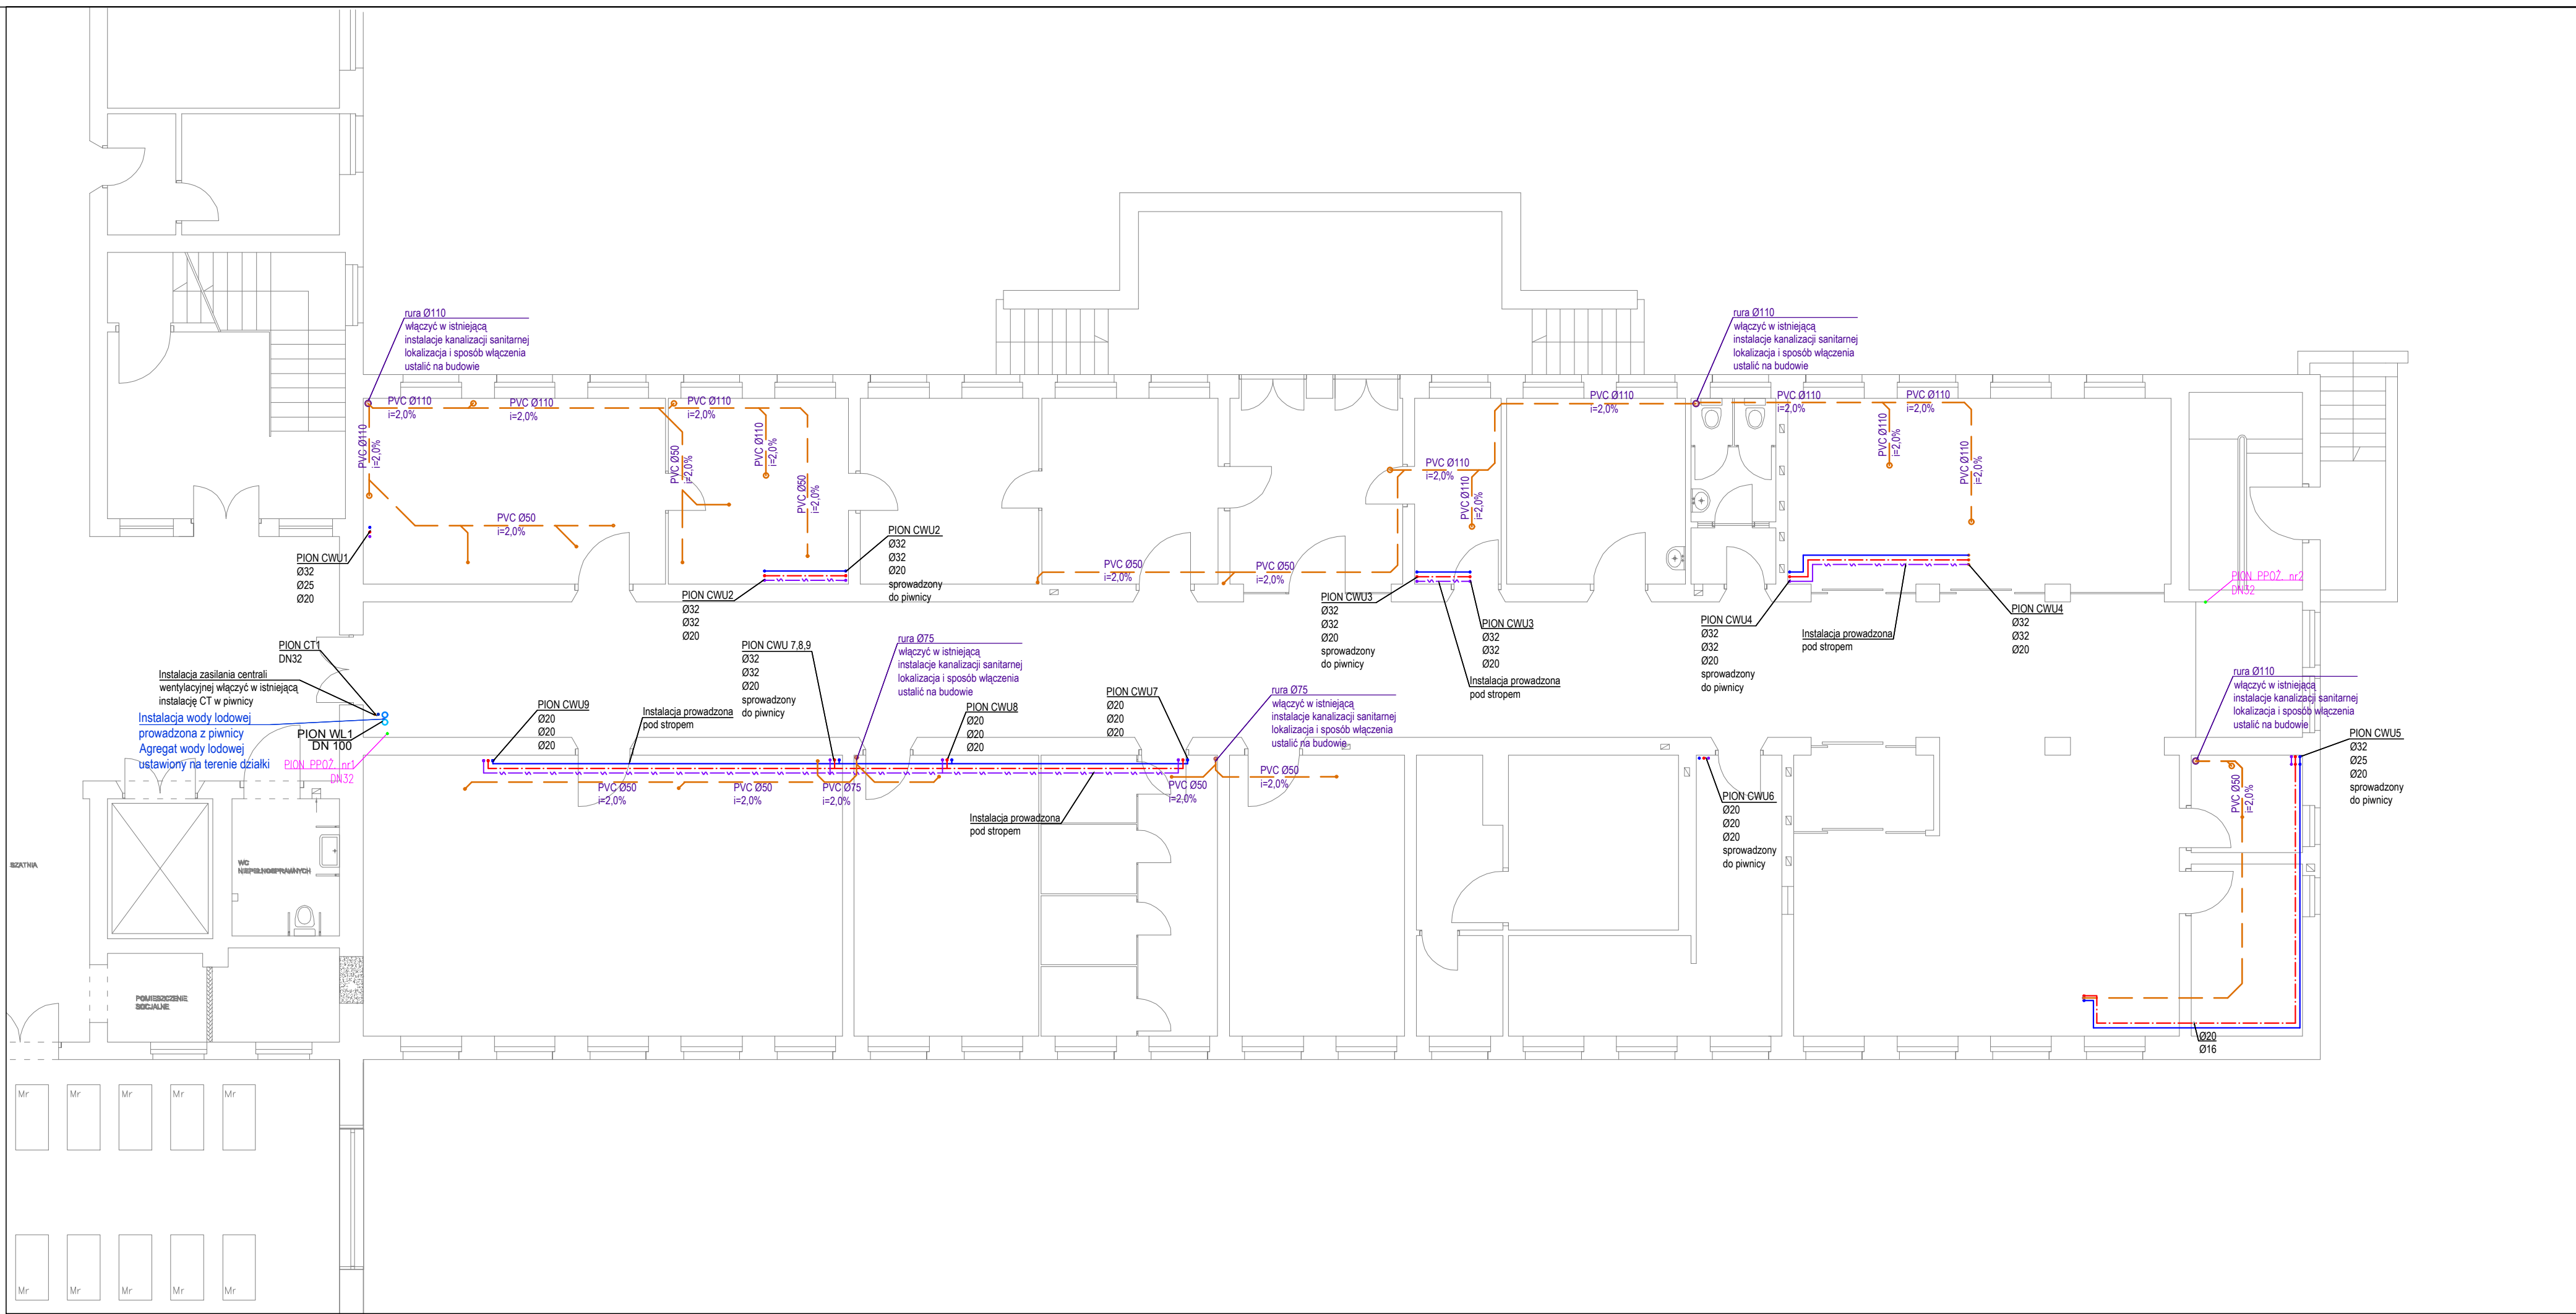 rura Ø110
włączyć w istniejącą
instalacje kanalizacji sanitarnej
lokalizacja i sposób włączenia
ustalić na budowie
rura Ø110
włączyć w istniejącą
instalacje kanalizacji sanitarnej
lokalizacja i sposób włączenia
ustalić na budowie
PVC Ø110
i=2,0%
PVC Ø110
i=2,0%
PVC Ø110
i=2,0%
PVC Ø110
i=2,0%
PVC Ø110
i=2,0%
PVC Ø110
i=2,0%
PVC Ø110
i=2,0%
PVC Ø50
i=2,0%
PVC Ø110
i=2,0%
PVC Ø50
i=2,0%
PVC Ø110
i=2,0%
PVC Ø110
i=2,0%
PVC Ø110
i=2,0%
PVC Ø110
i=2,0%
PVC Ø50
i=2,0%
PION CWU1
Ø32
Ø25
Ø20
PION CWU2
Ø32
Ø32
Ø20
sprowadzony
do piwnicy
PION CWU2
Ø32
Ø32
Ø20
PVC Ø50
i=2,0%
PVC Ø50
i=2,0%
PION CWU3
Ø32
Ø32
Ø20
sprowadzony
do piwnicy
PION CWU3
Ø32
Ø32
Ø20
Instalacja prowadzona
pod stropem
PION CWU4
Ø32
Ø32
Ø20
sprowadzony
do piwnicy
Instalacja prowadzona
pod stropem
PION CWU4
Ø32
Ø32
Ø20
PION PPOŻ. nr2
DN32
PION CT1
DN32
Instalacja zasilania centrali
wentylacyjnej włączyć w istniejącą
instalację CT w piwnicy
Instalacja wody lodowej
prowadzona z piwnicy
Agregat wody lodowej
ustawiony na terenie działki
PION WL1
DN 100
PION PPOŻ. nr1
DN32
PION CWU9
Ø20
Ø20
Ø20
Instalacja prowadzona
pod stropem
PION CWU 7,8,9
Ø32
Ø32
Ø20
sprowadzony
do piwnicy
rura Ø75
włączyć w istniejącą
instalacje kanalizacji sanitarnej
lokalizacja i sposób włączenia
ustalić na budowie
PION CWU8
Ø20
Ø20
Ø20
PION CWU7
Ø20
Ø20
Ø20
rura Ø75
włączyć w istniejącą
instalacje kanalizacji sanitarnej
lokalizacja i sposób włączenia
ustalić na budowie
PVC Ø50
i=2,0%
PVC Ø50
i=2,0%
PVC Ø75
i=2,0%
Instalacja prowadzona
pod stropem
PVC Ø50
i=2,0%
PVC Ø50
i=2,0%
PION CWU6
Ø20
Ø20
Ø20
sprowadzony
do piwnicy
rura Ø110
włączyć w istniejącą
instalacje kanalizacji sanitarnej
lokalizacja i sposób włączenia
ustalić na budowie
PION CWU5
Ø32
Ø25
Ø20
sprowadzony
do piwnicy
PVC Ø50
i=2,0%
Ø20
Ø16
SZATNIA
WC
NIEPEŁNOSPRAWNYCH
POMIESZCZENIE
SOCJALNE
Mr
Mr
Mr
Mr
Mr
Mr
Mr
Mr
Mr
Mr